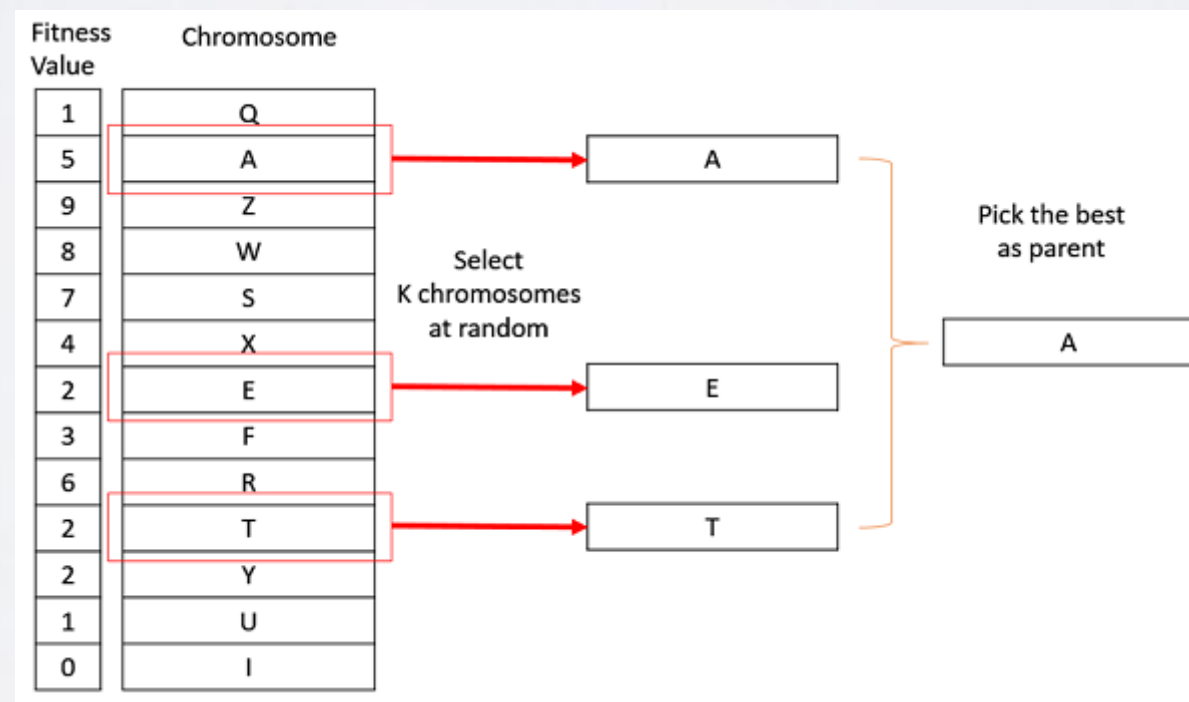 Fitness
Value
Chromosome
1 Q
5 A
9 Z
8 W
7 S
4 X
2 E
3 F
6 R
2 T
2 Y
1 U
0 I
Select
K chromosomes
at random
A
E
T
Pick the best
as parent
A